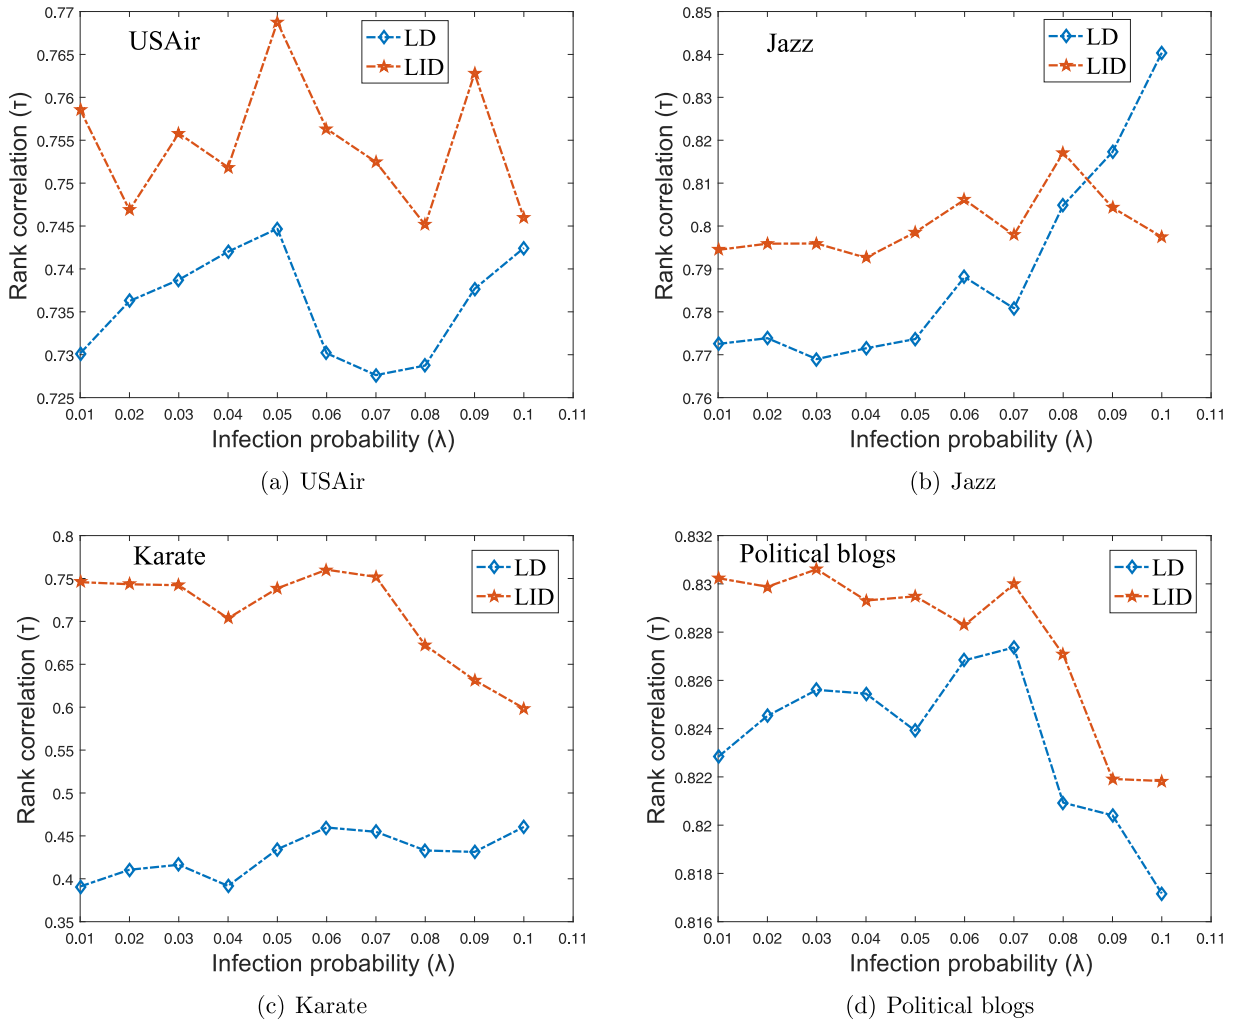 0.77
0.765
0.76
0.755
0.75
0.745
0.74
0.735
0.73
0.725
Rank correlation (τ)
USAir
LD
LID
0.01 0.02 0.03 0.04 0.05 0.06 0.07 0.08 0.09 0.1 0.11
Infection probability (λ)
(a) USAir
0.85
0.84
0.83
0.82
0.81
0.8
0.79
0.78
0.77
0.76
Rank correlation (τ)
Jazz
LD
LID
0.01 0.02 0.03 0.04 0.05 0.06 0.07 0.08 0.09 0.1 0.11
Infection probability (λ)
(b) Jazz
0.8
0.75
0.7
0.65
0.6
0.55
0.5
0.45
0.4
0.35
Rank correlation (τ)
Karate
LD
LID
0.01 0.02 0.03 0.04 0.05 0.06 0.07 0.08 0.09 0.1 0.11
Infection probability (λ)
(c) Karate
0.832
0.830
0.828
0.826
0.824
0.822
0.82
0.818
0.816
Rank correlation (τ)
Political blogs
LD
LID
0.01 0.02 0.03 0.04 0.05 0.06 0.07 0.08 0.09 0.1 0.11
Infection probability (λ)
(d) Political blogs